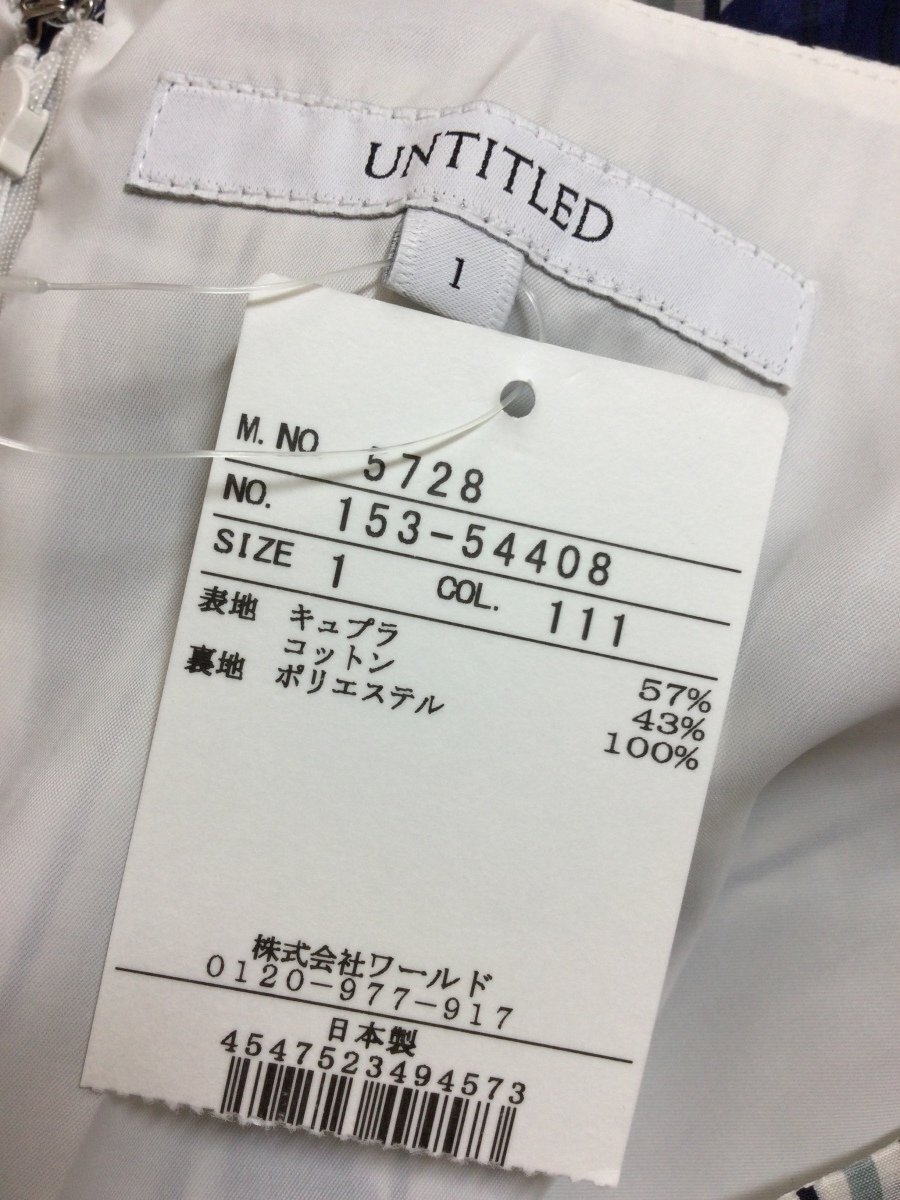 UNTITLED
1
M. NO 5728
NO. 153-54408
SIZE 1 COL. 111
表地 キュプラ 57%
コットン 43%
裏地 ポリエステル 100%
株式会社ワールド
0120-977-917
日本製
4547523494573